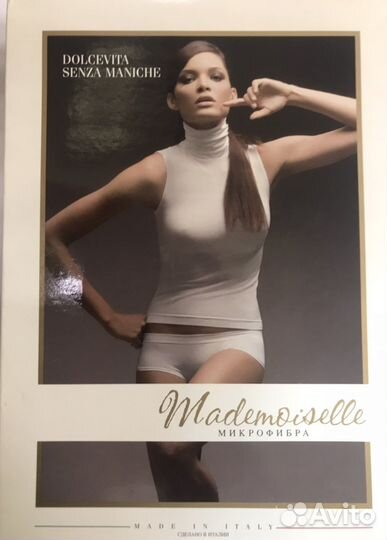 DOLCEVITA
SENZA MANICHE
Mademoiselle
МИКРОФИБРА
MADE IN ITALY
СДЕЛАНО В ИТАЛИИ
Avito